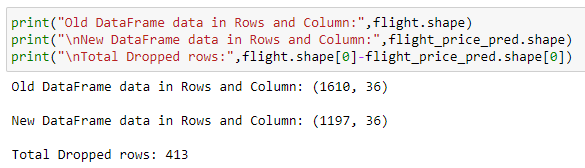 print("Old DataFrame data in Rows and Column:",flight.shape)
print("\nNew DataFrame data in Rows and Column:",flight_price_pred.shape)
print("\nTotal Dropped rows:",flight.shape[0]-flight_price_pred.shape[0])
Old DataFrame data in Rows and Column: (1610, 36)
New DataFrame data in Rows and Column: (1197, 36)
Total Dropped rows: 413